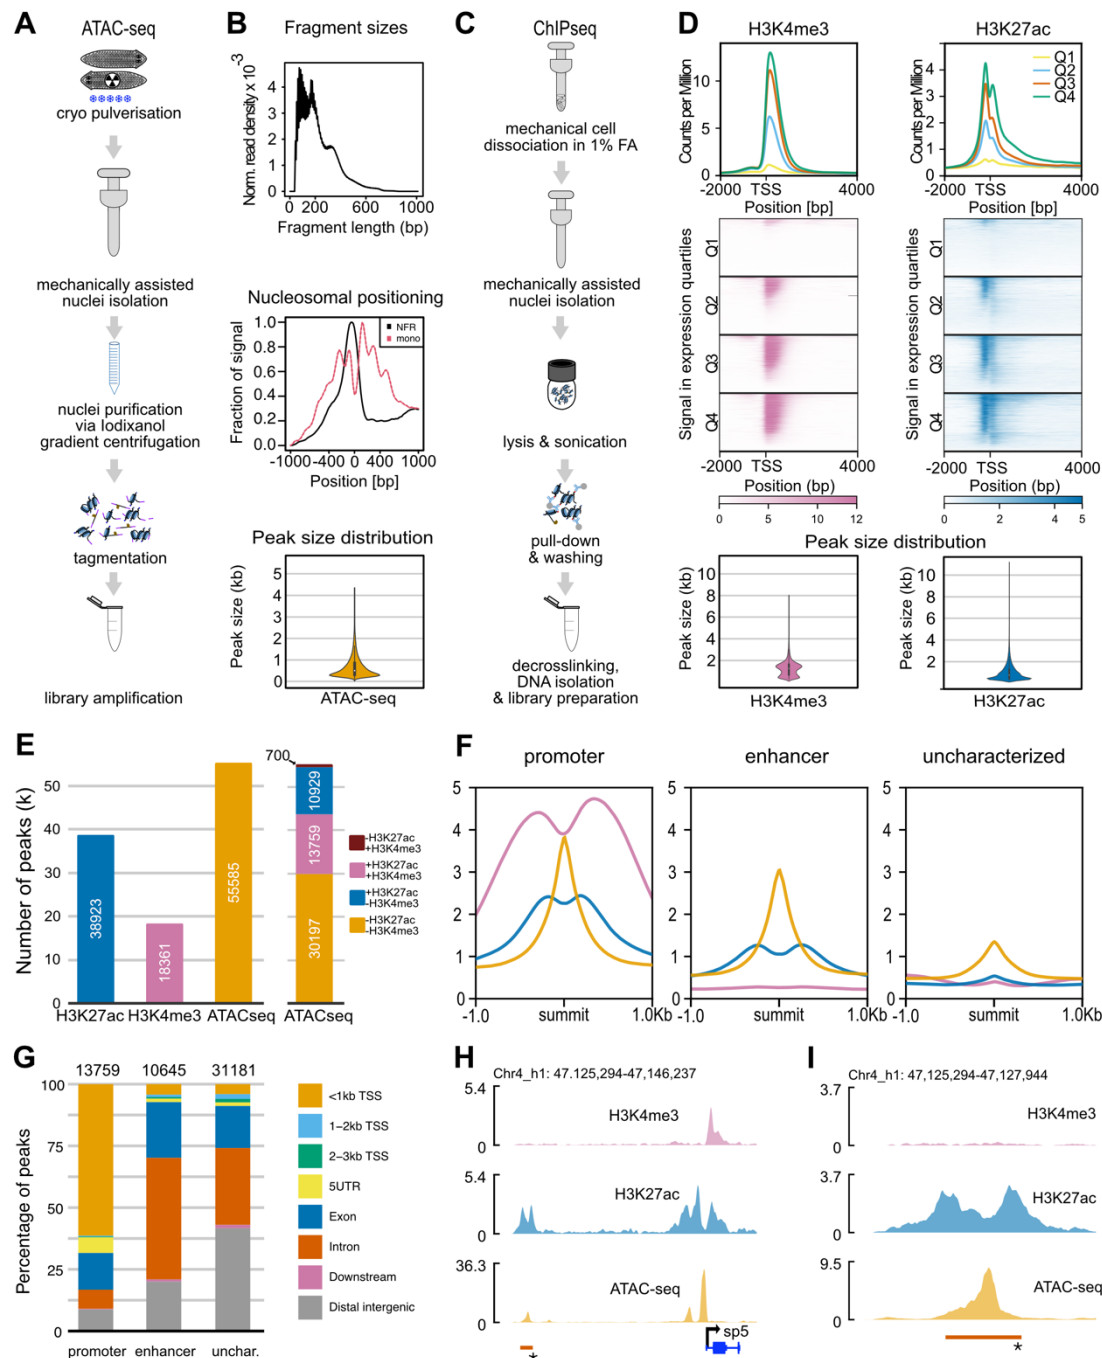 A
ATAC-seq
cryo pulverisation
mechanically assisted
nuclei isolation
nuclei purification
via Iodixanol
gradient centrifugation
tagmentation
library amplification
B
Fragment sizes
Norm. read density x 10
-3
0
1
2
3
4
0
200
600
1000
Fragment length (bp)
Nucleosomal positioning
NFR
mono
Fraction of signal
1.0
0.8
0.6
0.4
0.2
0.0
-1000
-400
0
400
1000
Position [bp]
Peak size distribution
Peak size (kb)
5
4
3
2
1
0
ATAC-seq
C
ChIPseq
mechanical cell
dissociation in 1% FA
mechanically assisted
nuclei isolation
lysis & sonication
pull-down
& washing
decrosslinking,
DNA isolation
& library preparation
D
H3K4me3
Counts per Million
10
5
0
-2000
TSS
4000
Position [bp]
Signal in expression quartiles
Q1
Q2
Q3
Q4
-2000
TSS
4000
Position (bp)
0
5
10
12
H3K27ac
Q1
Q2
Q3
Q4
Counts per Million
4
3
2
1
0
-2000
TSS
4000
Position [bp]
Signal in expression quartiles
Q1
Q2
Q3
Q4
-2000
TSS
4000
Position (bp)
0
1
2
3
4
5
Peak size distribution
Peak size (kb)
10
8
6
4
2
H3K4me3
Peak size (kb)
10
8
6
4
2
H3K27ac
E
Number of peaks (k)
50
40
30
20
10
0
38923
18361
55585
700
10929
13759
30197
H3K27ac
H3K4me3
ATACseq
ATACseq
-H3K27ac
+H3K4me3
+H3K27ac
+H3K4me3
+H3K27ac
-H3K4me3
-H3K27ac
-H3K4me3
F
promoter
5
4
3
2
1
0
-1.0
summit
1.0Kb
enhancer
5
4
3
2
1
0
-1.0
summit
1.0Kb
uncharacterized
5
4
3
2
1
0
-1.0
summit
1.0Kb
G
13759
10645
31181
Percentage of peaks
100
75
50
25
0
promoter
enhancer
unchar.
<1kb TSS
1-2kb TSS
2-3kb TSS
5UTR
Exon
Intron
Downstream
Distal intergenic
H
Chr4_h1: 47.125,294-47,146,237
5.4
H3K4me3
0
5.4
H3K27ac
0
36.3
ATAC-seq
0
sp5
*
I
Chr4_h1: 47,125,294-47,127,944
3.7
H3K4me3
0
3.7
H3K27ac
0
9.5
ATAC-seq
0
*